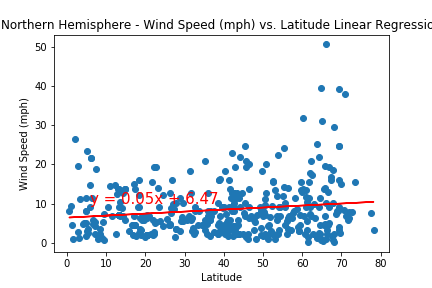 Northern Hemisphere - Wind Speed (mph) vs. Latitude Linear Regressio
50
40
30
20
10
0
Wind Speed (mph)
y = 0.05x + 6.47
0 10 20 30 40 50 60 70 80
Latitude